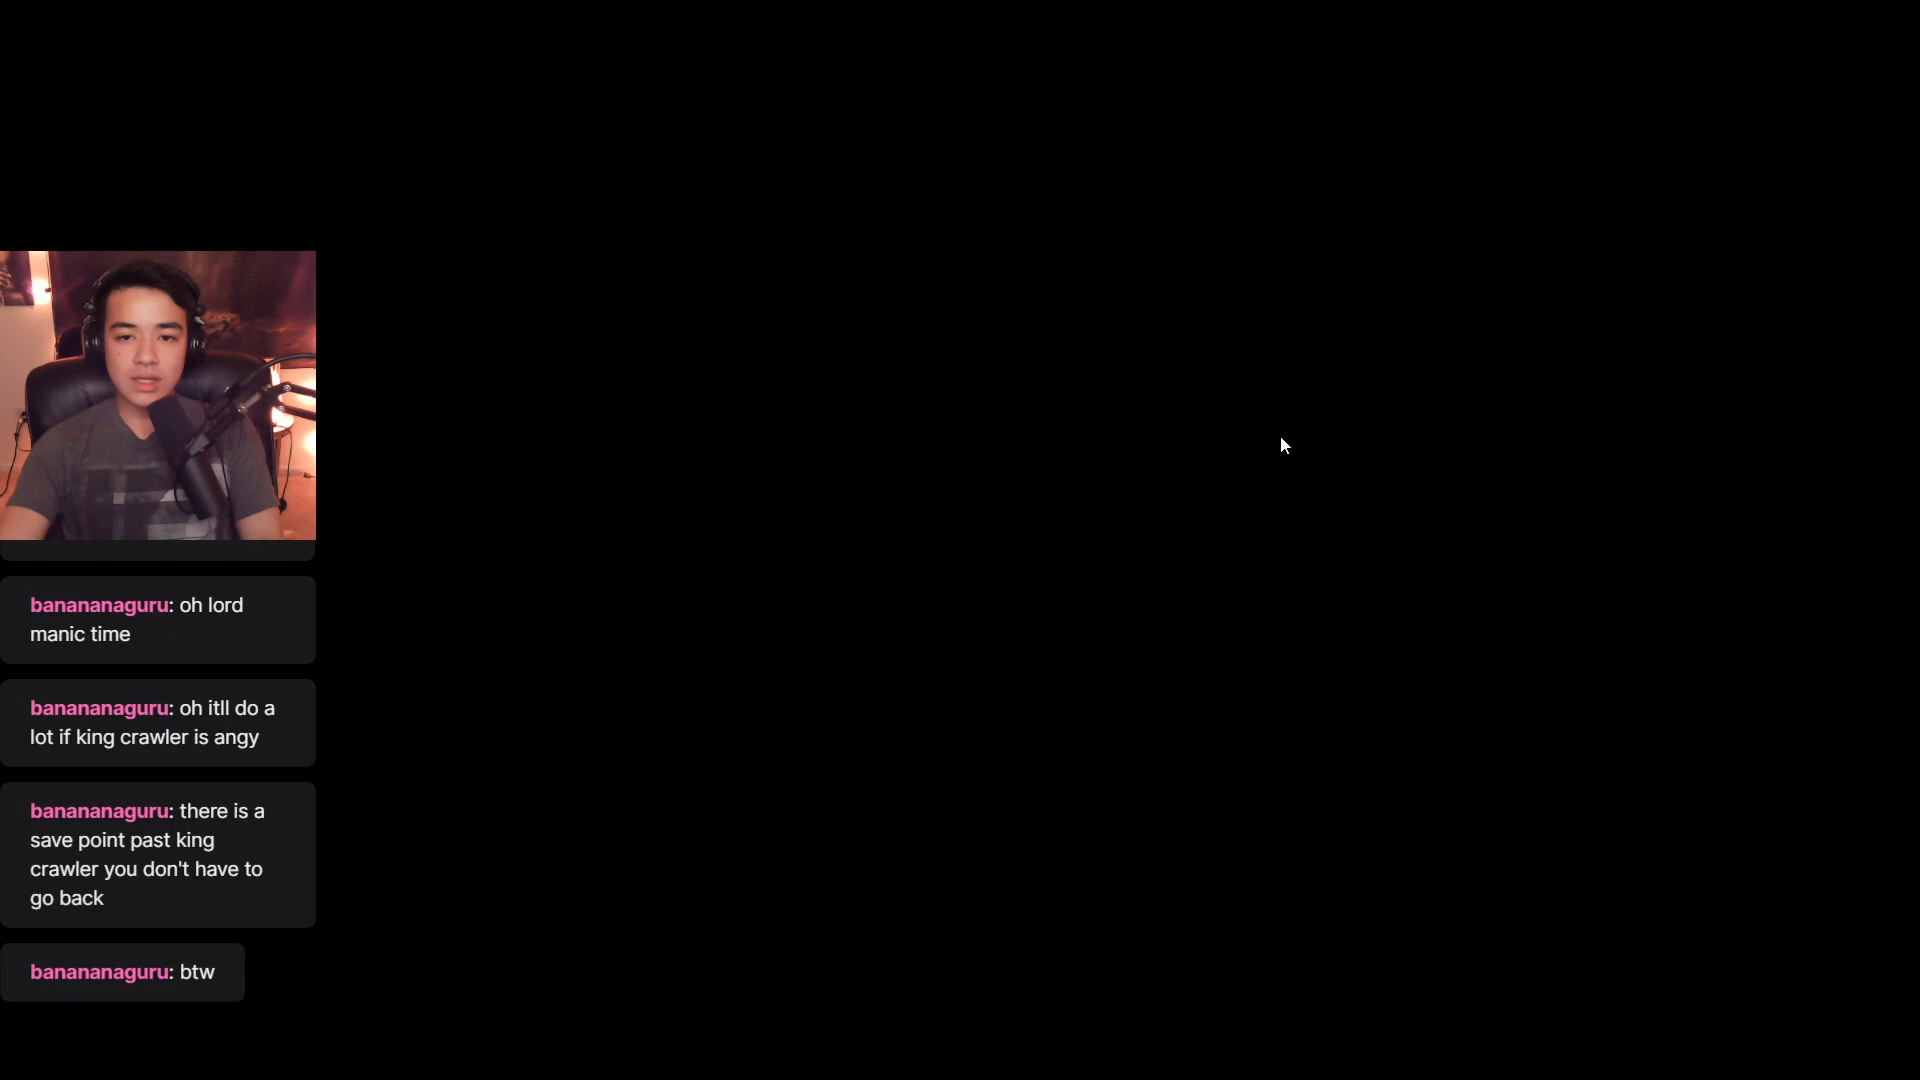 banananaguru: oh lord
manic time
banananaguru: oh itll do a
lot if king crawler is angy
banananaguru: there is a
save point past king
crawler you don't have to
go back
banananaguru: btw